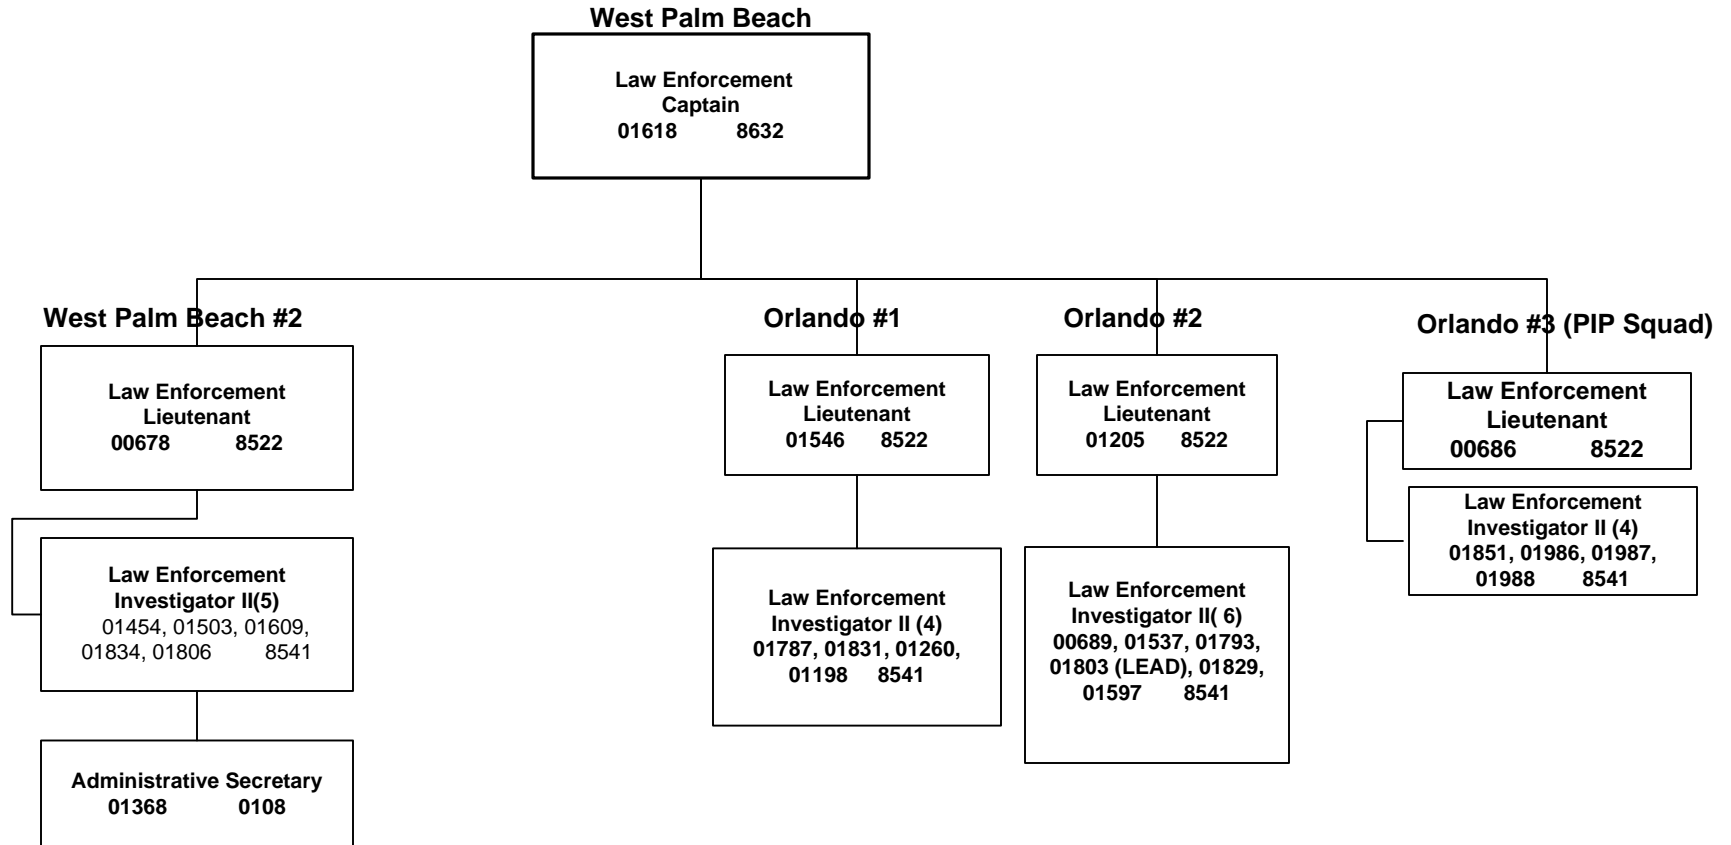 West Palm Beach
Law Enforcement
Captain
01618 8632
West Palm Beach #2
Law Enforcement
Lieutenant
00678 8522
Law Enforcement
Investigator II(5)
01454, 01503, 01609,
01834, 01806 8541
Administrative Secretary
01368 0108
Orlando #1
Law Enforcement
Lieutenant
01546 8522
Law Enforcement
Investigator II (4)
01787, 01831, 01260,
01198 8541
Orlando #2
Law Enforcement
Lieutenant
01205 8522
Law Enforcement
Investigator II( 6)
00689, 01537, 01793,
01803 (LEAD), 01829,
01597 8541
Orlando #3 (PIP Squad)
Law Enforcement
Lieutenant
00686 8522
Law Enforcement
Investigator II (4)
01851, 01986, 01987,
01988 8541